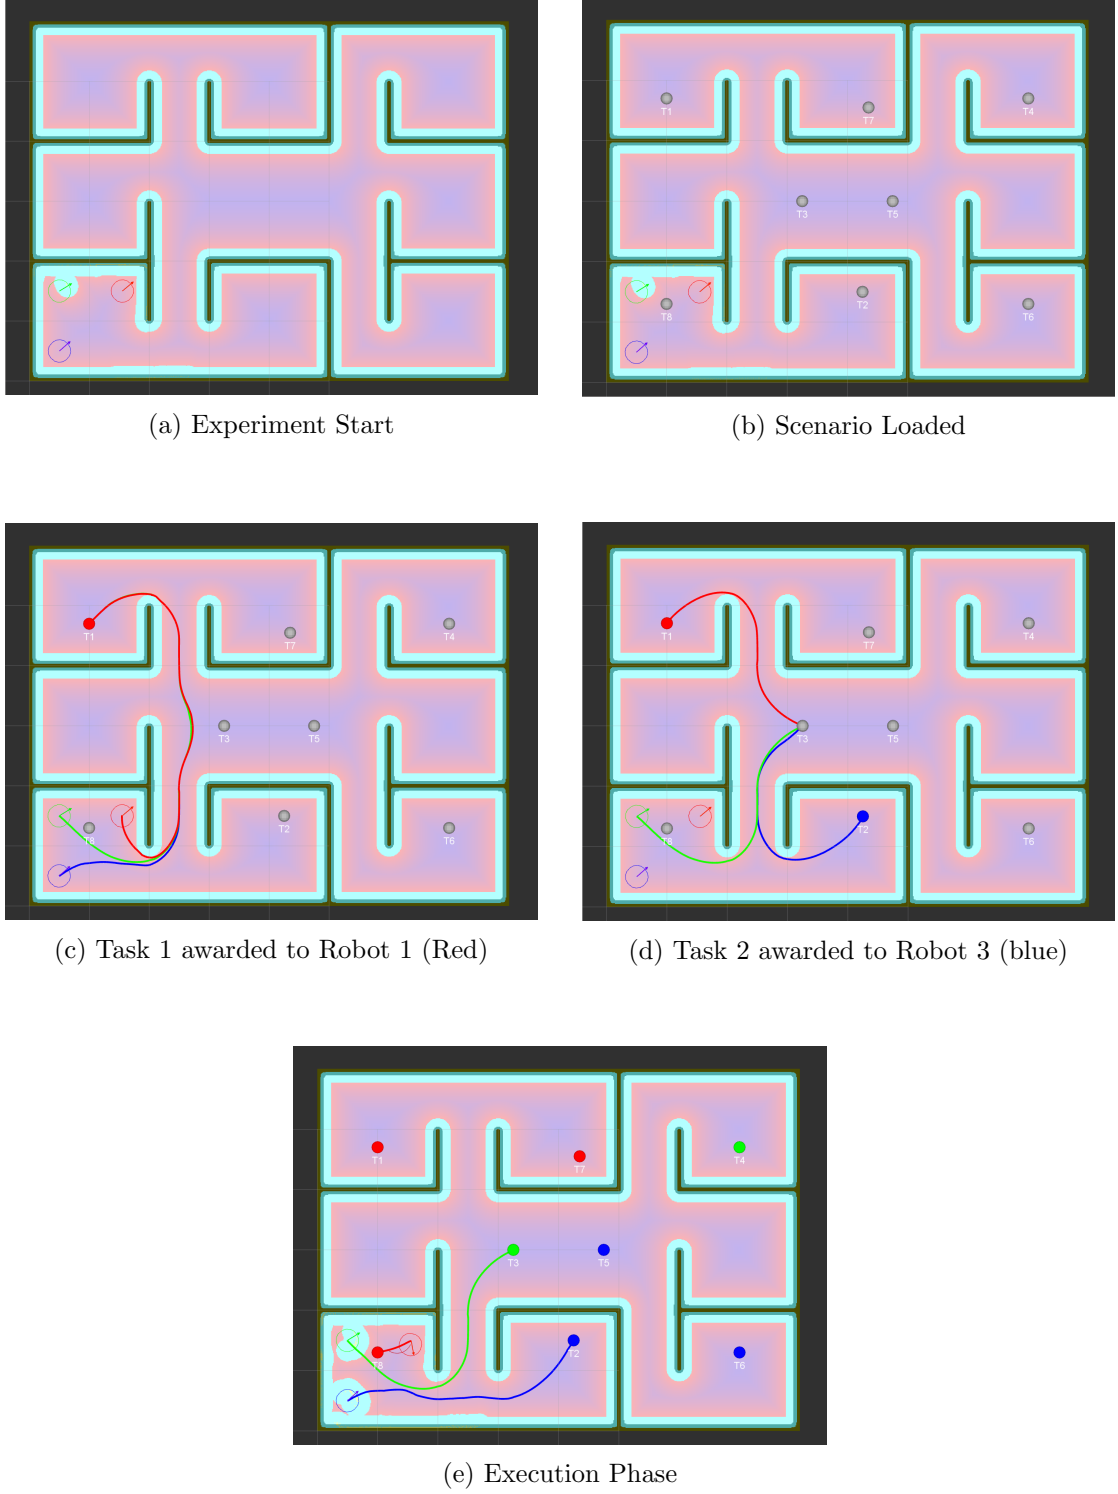 (a) Experiment Start
T1
T7
T4
T3
T5
T8
T2
T6
(b) Scenario Loaded
T1
T7
T4
T3
T5
T8
T2
T6
(c) Task 1 awarded to Robot 1 (Red)
T1
T7
T4
T3
T5
T8
T2
T6
(d) Task 2 awarded to Robot 3 (blue)
T1
T7
T4
T3
T5
T8
T2
T6
(e) Execution Phase